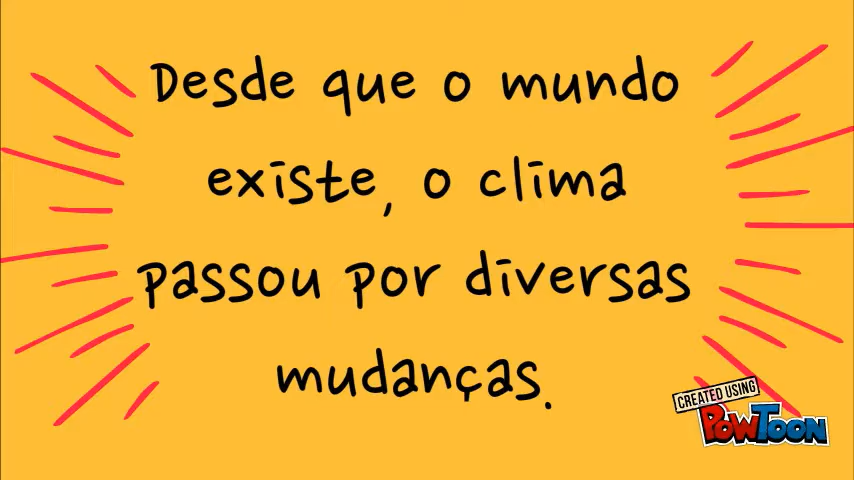 Desde que o mundo
existe, o clima
passou por diversas
mudanças.
CREATED USING
POWTOON